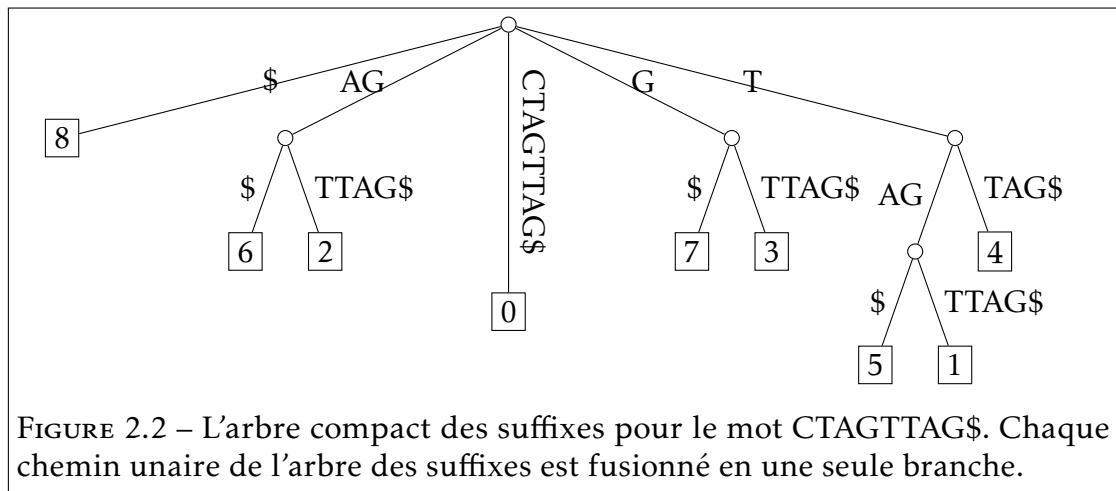 $ AG G T
CTAGTTAG$
8
$ TTAG$ $ TTAG$ AG TAG$
6 2 7 3 4
0
$ TTAG$
5 1
FIGURE 2.2 – L'arbre compact des suffixes pour le mot CTAGTTAG$. Chaque
chemin unaire de l'arbre des suffixes est fusionné en une seule branche.